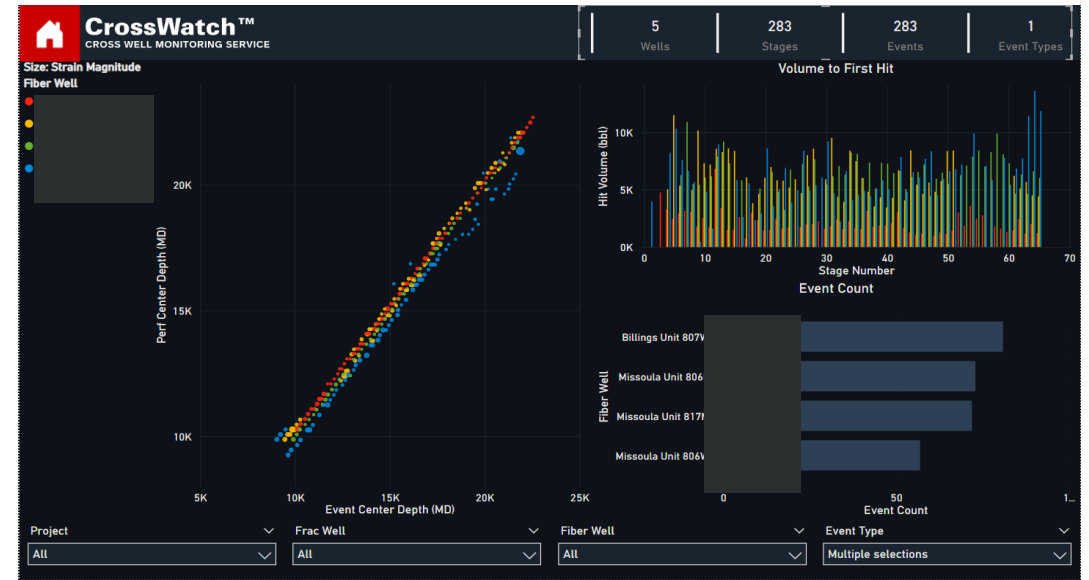 CrossWatch™
CROSS WELL MONITORING SERVICE
5
Wells
283
Stages
283
Events
1
Event Types
Size: Strain Magnitude
Fiber Well
20K
15K
10K
Perf Center Depth (MD)
5K 10K 15K 20K 25K
Event Center Depth (MD)
Volume to First Hit
10K
5K
0K
Hit Volume (bbl)
0 10 20 30 40 50 60 70
Stage Number
Event Count
Billings Unit 807W
Missoula Unit 806
Missoula Unit 817
Missoula Unit 806W
Fiber Well
0 50 1...
Event Count
Project
All
Frac Well
All
Fiber Well
All
Event Type
Multiple selections